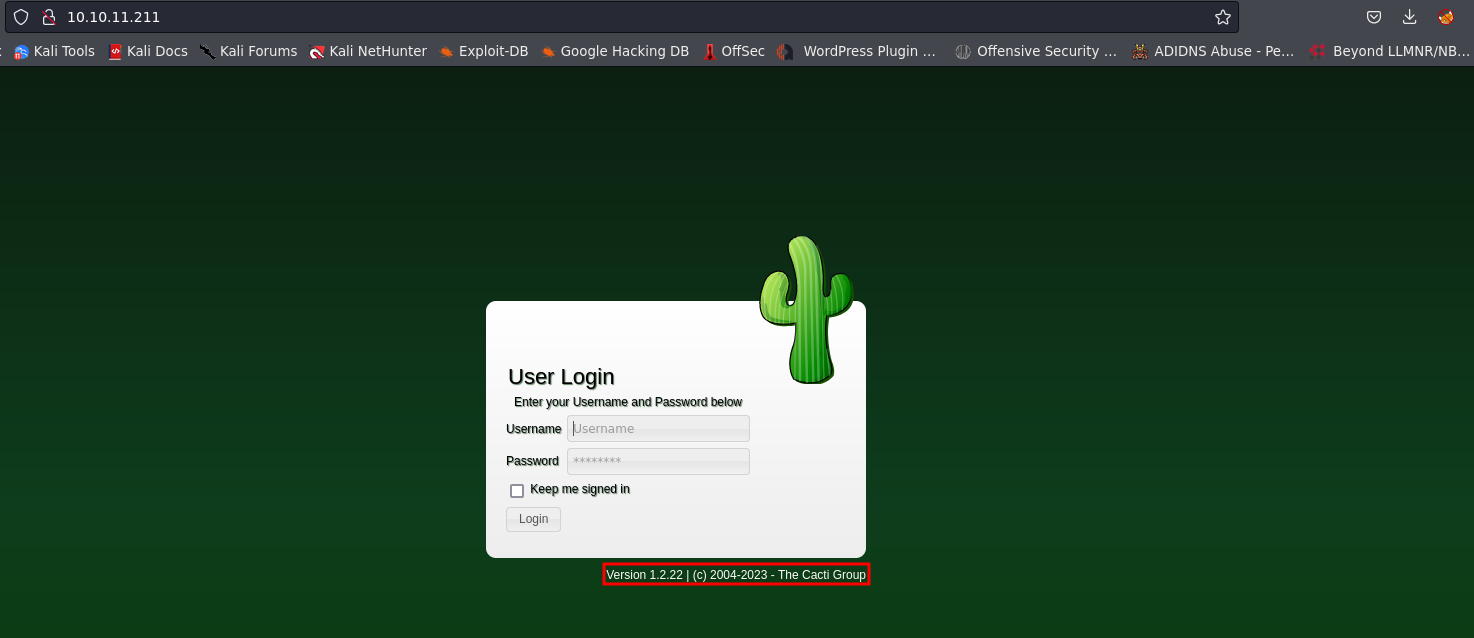 10.10.11.211
Kali Tools Kali Docs Kali Forums Kali NetHunter Exploit-DB Google Hacking DB OffSec WordPress Plugin … Offensive Security … ADIDNS Abuse - Pe… Beyond LLMNR/NB…
User Login
Enter your Username and Password below
Username Username
Password ********
Keep me signed in
Login
Version 1.2.22 | (c) 2004-2023 - The Cacti Group